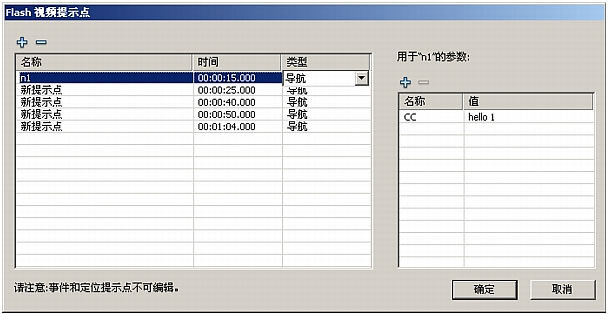 Flash 視頻提示点
名称 时间 类型
n1 00:00:15.000 导航
新提示点 00:00:25.000 导航
新提示点 00:00:40.000 导航
新提示点 00:00:50.000 导航
新提示点 00:01:04.000 导航
用于"n1"的参数:
名称 值
CC hello 1
请注意:事件和定位提示点不可编辑。
确定 取消